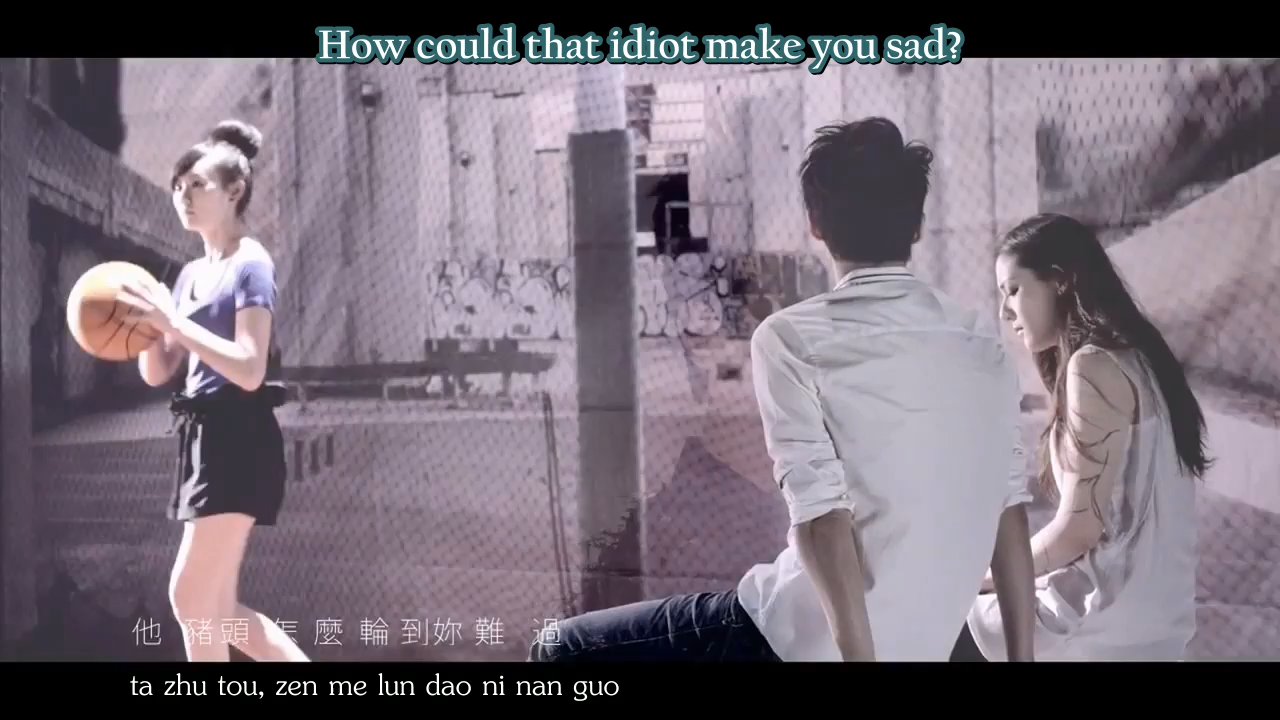 How could that idiot make you sad?
他 豬頭 怎 麼 輪 到妳 難 過
ta zhu tou, zen me lun dao ni nan guo